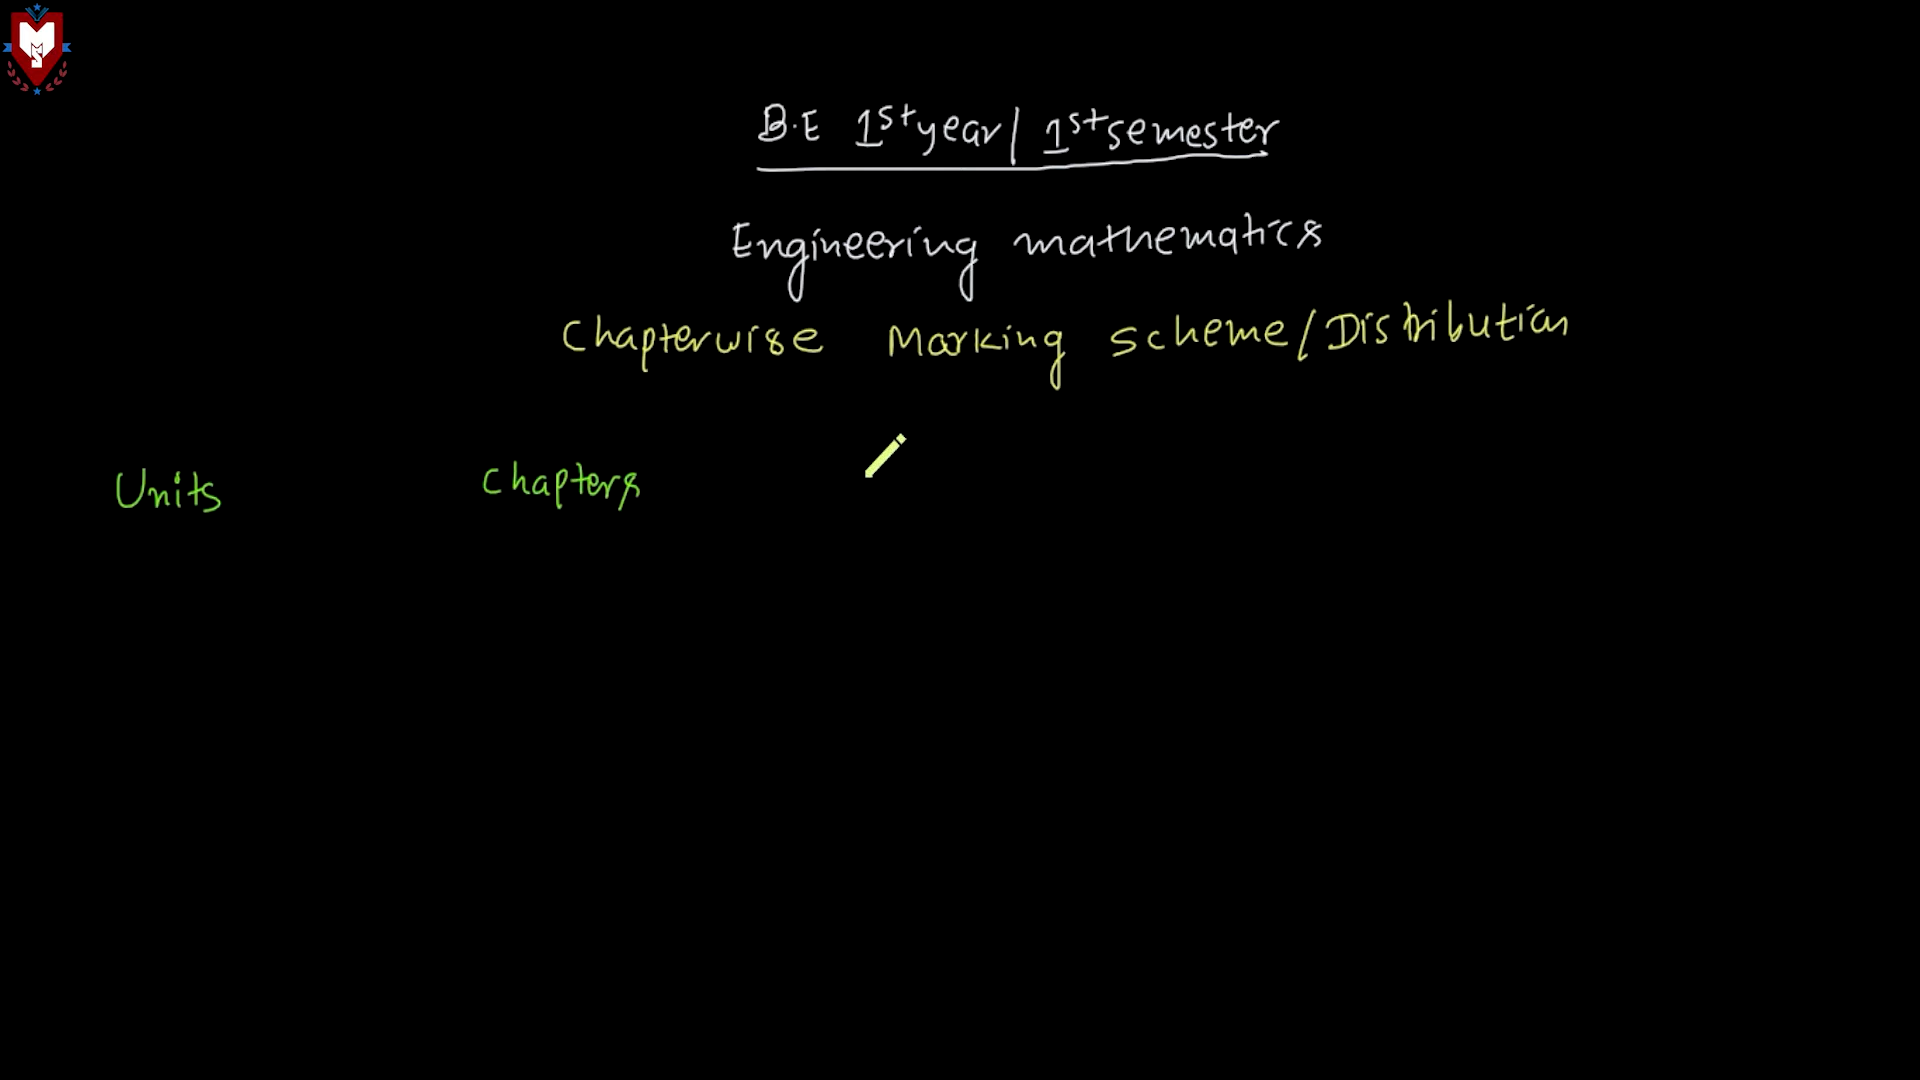 B.E 1st year / 1st semester
Engineering mathematics
Chapterwise Marking scheme/Distribution
Units Chapters